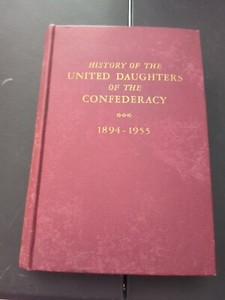 HISTORY OF THE
UNITED DAUGHTERS
OF THE
CONFEDERACY
1894-1955